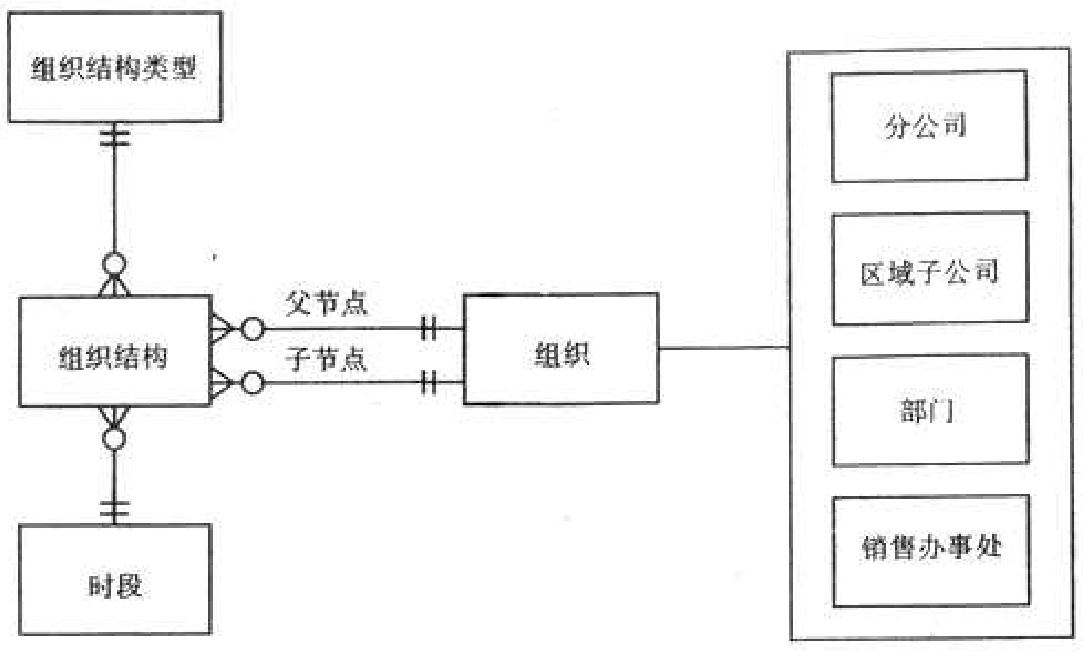 组织结构类型
分公司
区域子公司
父节点
组织结构
子节点
组织
部门
销售办事处
时段